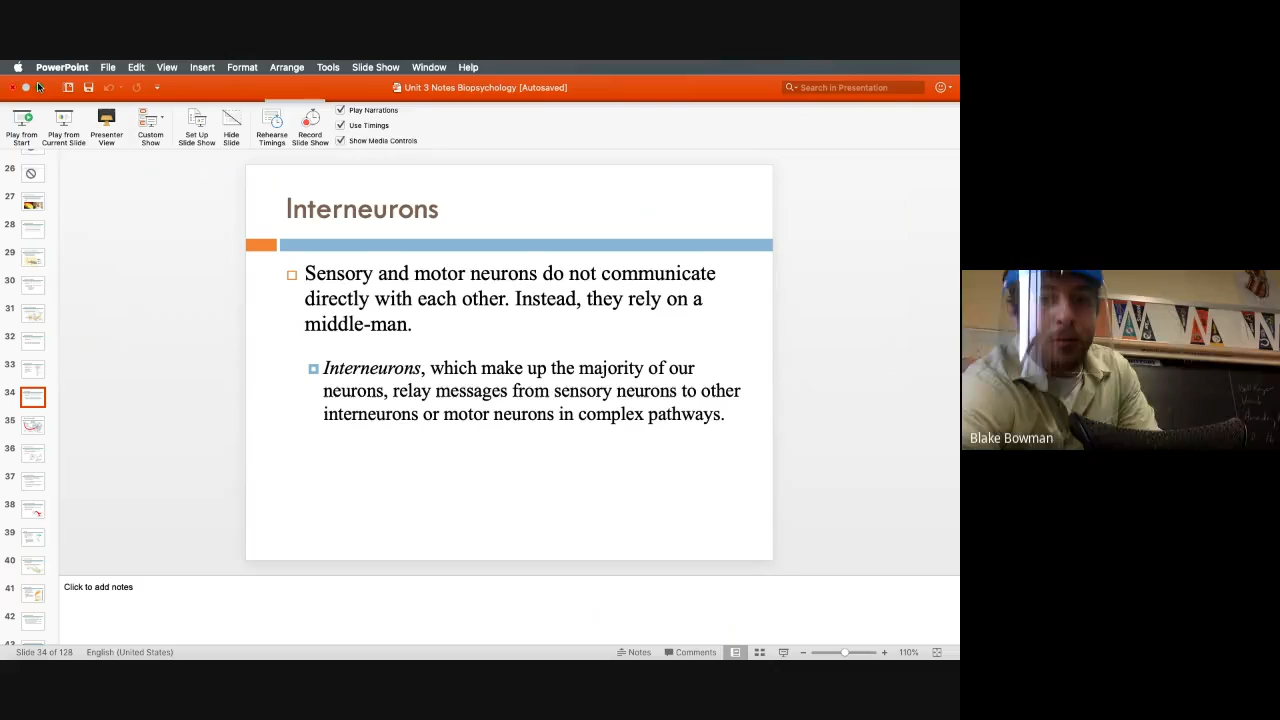 PowerPoint File Edit View Insert Format Arrange Tools Slide Show Window Help
Unit 3 Notes Biopsychology [Autosaved]
Search in Presentation
Play from Start
Play from Current Slide
Presenter View
Custom Show
Set Up Slide Show
Hide Slide
Rehearse Timings
Record Slide Show
Play Narrations
Use Timings
Show Media Controls
26
27
28
29
30
31
32
33
34
35
36
37
38
39
40
41
42
Interneurons
Sensory and motor neurons do not communicate
directly with each other. Instead, they rely on a
middle-man.
Interneurons, which make up the majority of our
neurons, relay messages from sensory neurons to other
interneurons or motor neurons in complex pathways.
Click to add notes
Slide 34 of 128 English (United States) Notes Comments 110%
Blake Bowman